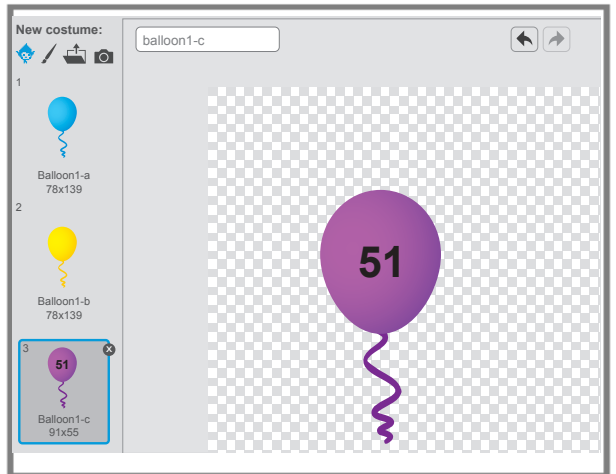 New costume:
balloon1-c
1
Balloon1-a
78x139
2
Balloon1-b
78x139
3
51
Balloon1-c
91x55
51